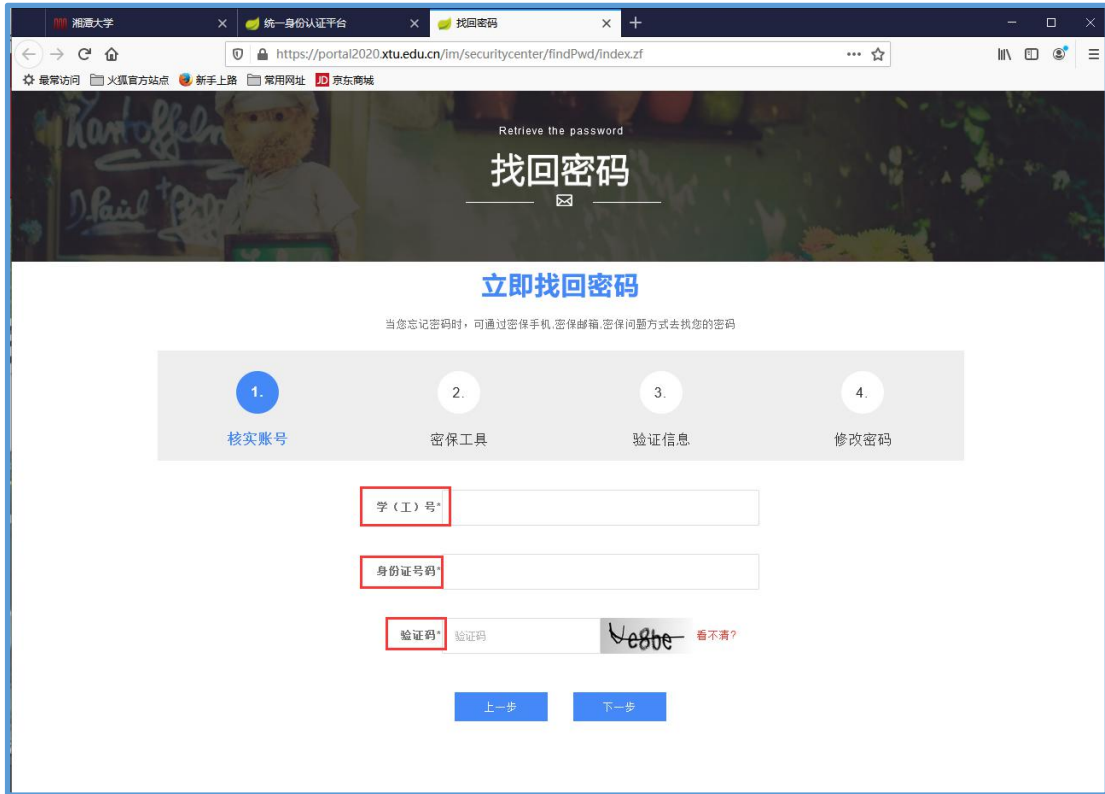 湘潭大学
统一身份认证平台
找回密码
https://portal2020.xtu.edu.cn/im/securitycenter/findPwd/index.zf
最常访问 火狐官方站点 新手上路 常用网址 JD 京东商城
Kartoffeln
Retrieve the password
找回密码
立即找回密码
当您忘记密码时，可通过密保手机.密保邮箱.密保问题方式去找您的密码
1. 2. 3. 4.
核实账号 密保工具 验证信息 修改密码
学（工）号*
身份证号码*
验证码* 验证码 Ve8be 看不清?
上一步 下一步